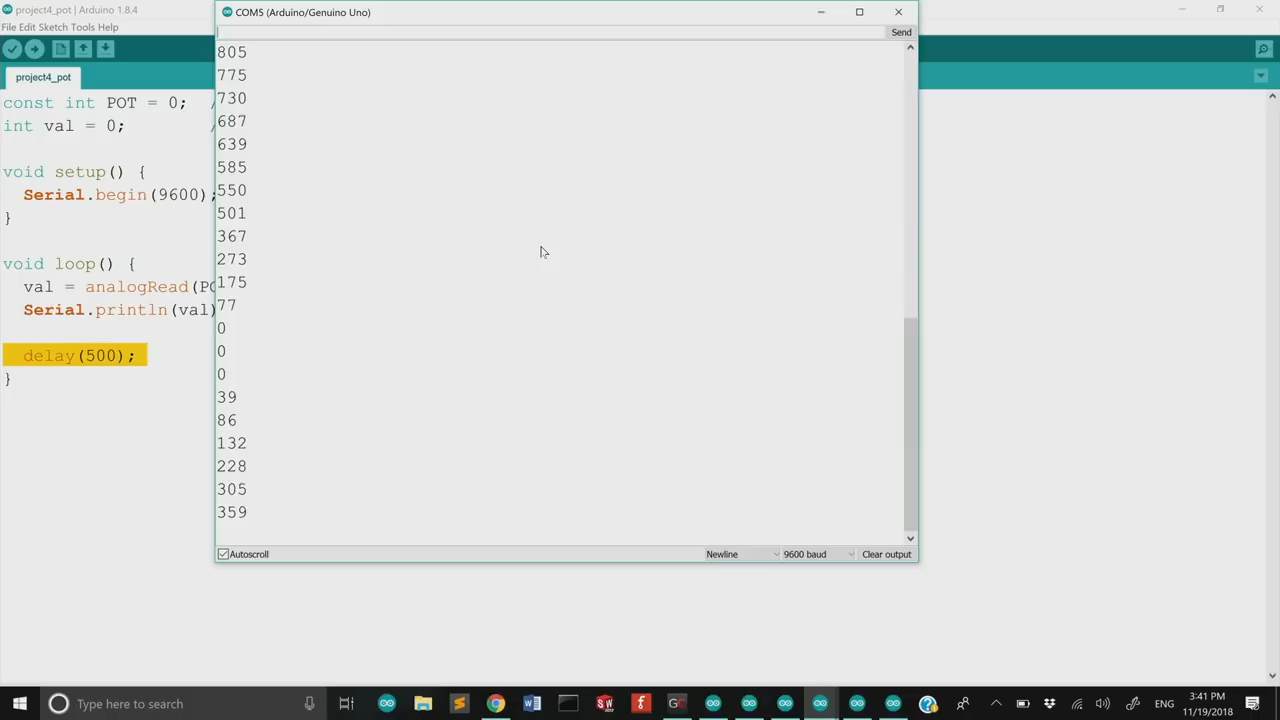 project4_pot | Arduino 1.8.4
File Edit Sketch Tools Help
project4_pot
const int POT = 0; /
int val = 0; /
void setup() {
Serial.begin(9600);
}
void loop() {
val = analogRead(PO
Serial.println(val)
delay(500);
}
COM5 (Arduino/Genuino Uno)
Send
805
775
730
687
639
585
550
501
367
273
175
77
0
0
0
39
86
132
228
305
359
Autoscroll
Newline
9600 baud
Clear output
Type here to search
ENG
3:41 PM
11/19/2018